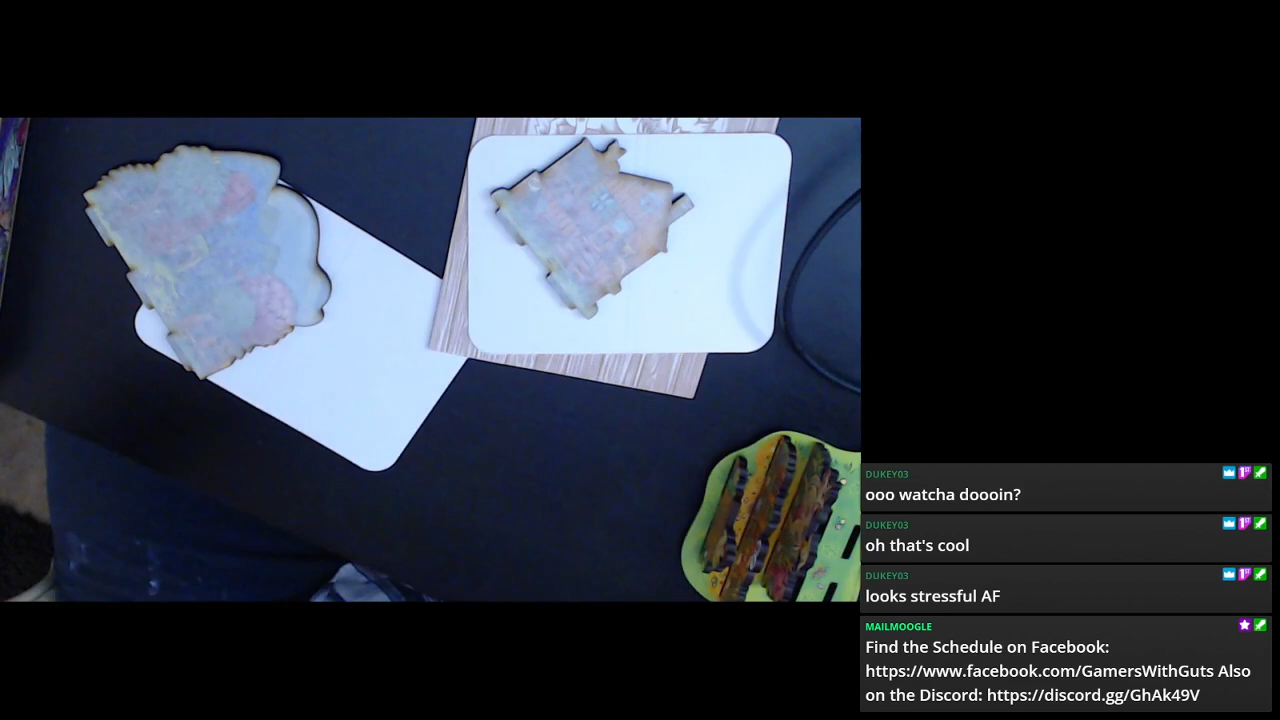 DUKEY03
ooo watcha doooin?
DUKEY03
oh that's cool
DUKEY03
looks stressful AF
MAILMOOGLE
Find the Schedule on Facebook:
https://www.facebook.com/GamersWithGuts Also
on the Discord: https://discord.gg/GhAk49V